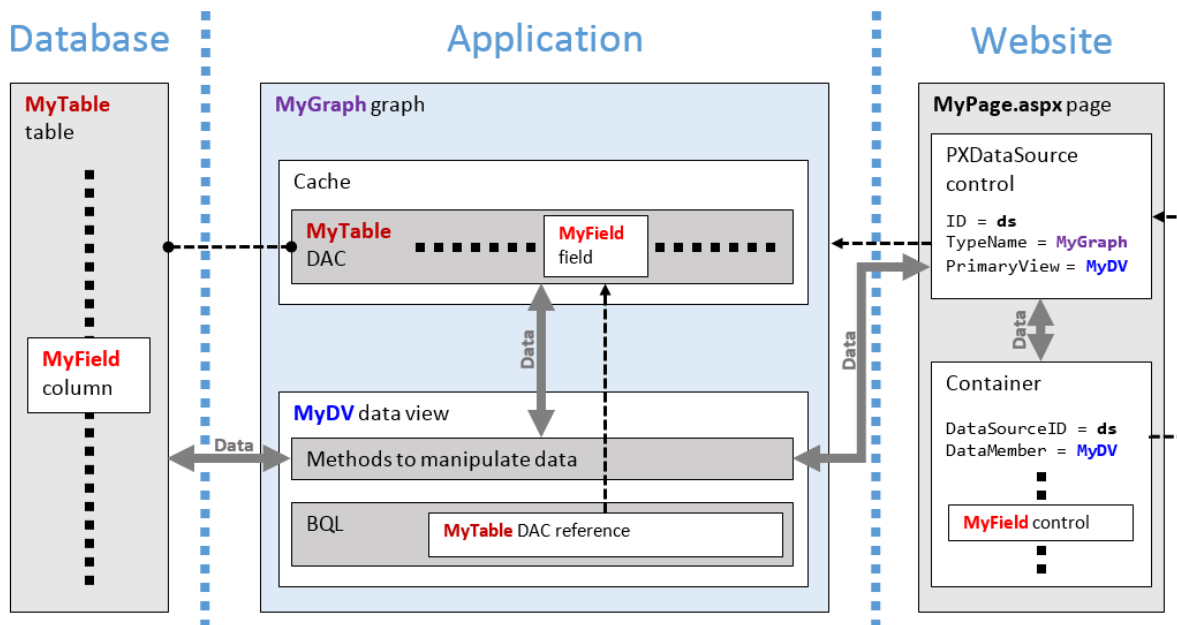 Database
Application
Website
MyTable
table
MyField
column
MyGraph graph
Cache
MyTable
DAC
MyField
field
Data
Data
Data
MyDV data view
Methods to manipulate data
BQL
MyTable DAC reference
MyPage.aspx page
PXDataSource
control
ID = ds
TypeName = MyGraph
PrimaryView = MyDV
Data
Container
DataSourceID = ds
DataMember = MyDV
MyField control